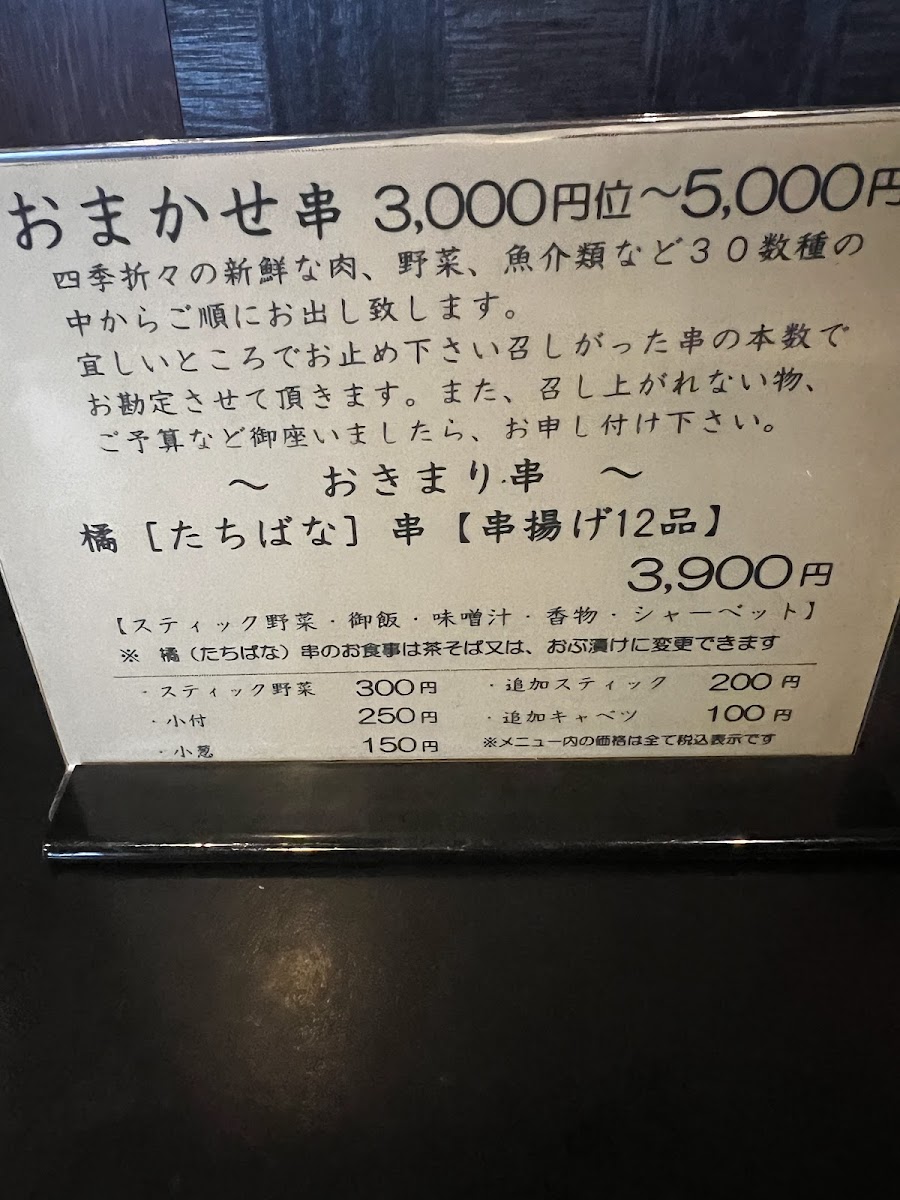 おまかせ串 3,000円位～5,000円
四季折々の新鮮な肉、野菜、魚介類など３０数種の
中からご順にお出し致します。
宜しいところでお止め下さい召しがった串の本数で
お勘定させて頂きます。また、召し上がれない物、
ご予算など御座いましたら、お申し付け下さい。
～ おきまり串 ～
橘［たちばな］串【串揚げ12品】
3,900円
【スティック野菜・御飯・味噌汁・香物・シャーベット】
※ 橘（たちばな）串のお食事は茶そば又は、おぶ漬けに変更できます
・スティック野菜 300円 ・追加スティック 200円
・小付 250円 ・追加キャベツ 100円
・小葱 150円 ※メニュー内の価格は全て税込表示です